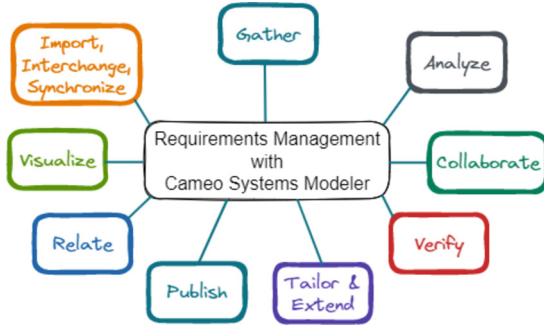 Import,
Interchange,
Synchronize
Gather
Analyze
Visualize
Requirements Management
with
Cameo Systems Modeler
Collaborate
Relate
Publish
Tailor &
Extend
Verify